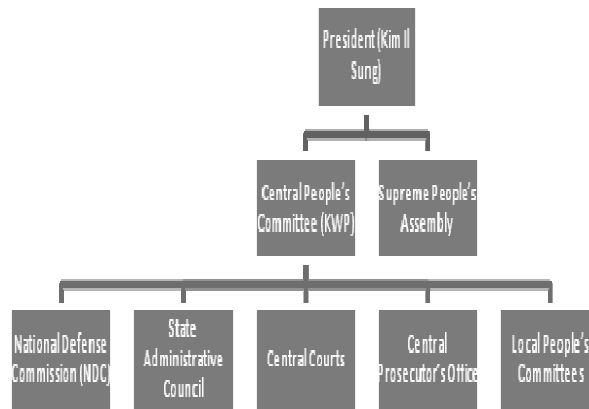 President (Kim Il
Sung)
Central People's
Committee (KWP)
Supreme People's
Assembly
National Defense
Commission (NDC)
State
Administrative
Council
Central Courts
Central
Prosecutor's Office
Local People's
Committees